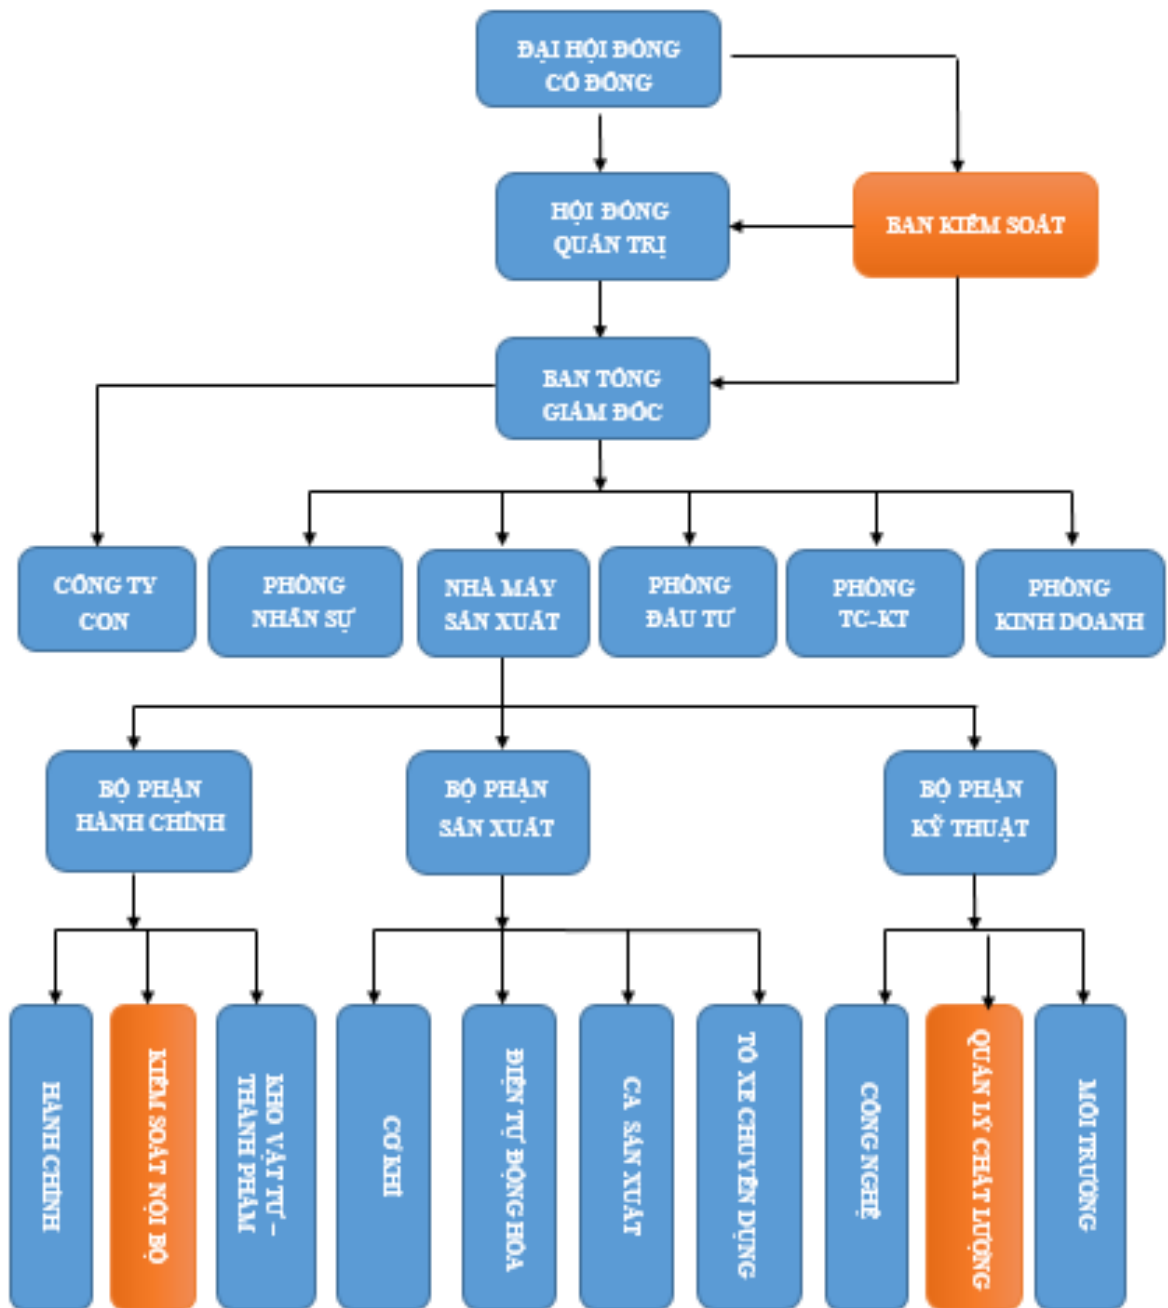 ĐẠI HỘI ĐỒNG
CỔ ĐÔNG
HỘI ĐỒNG
QUẢN TRỊ
BAN KIỂM SOÁT
BAN TỔNG
GIÁM ĐỐC
CÔNG TY
CON
PHÒNG
NHÂN SỰ
NHÀ MÁY
SẢN XUẤT
PHÒNG
ĐẦU TƯ
PHÒNG
TC-KT
PHÒNG
KINH DOANH
BỘ PHẬN
HÀNH CHÍNH
BỘ PHẬN
SẢN XUẤT
BỘ PHẬN
KỸ THUẬT
HÀNH CHÍNH
KIỂM SOÁT NỘI BỘ
KHO VẬT TƯ –
THÀNH PHẨM
CƠ KHÍ
ĐIỆN TỰ ĐỘNG HÓA
CA SẢN XUẤT
TỔ XE CHUYÊN DỤNG
CÔNG NGHỆ
QUẢN LÝ CHẤT LƯỢNG
MÔI TRƯỜNG